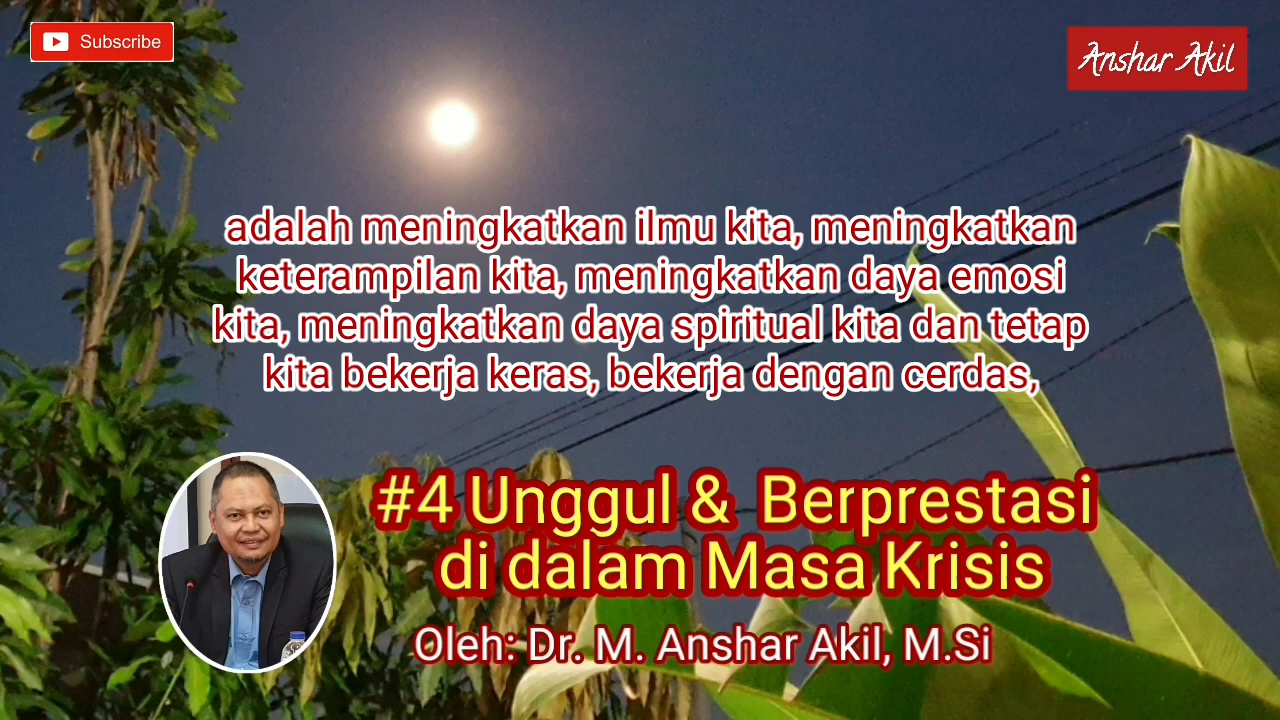 Subscribe
Anshar Akil
adalah meningkatkan ilmu kita, meningkatkan
keterampilan kita, meningkatkan daya emosi
kita, meningkatkan daya spiritual kita dan tetap
kita bekerja keras, bekerja dengan cerdas,
#4 Unggul & Berprestasi
di dalam Masa Krisis
Oleh: Dr. M. Anshar Akil, M.Si